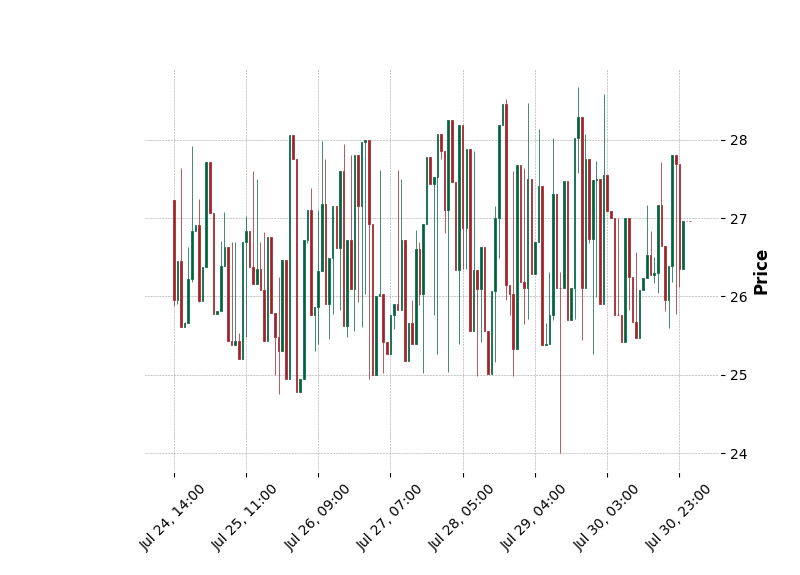 28
27
26
25
24
Price
Jul 24, 14:00
Jul 25, 11:00
Jul 26, 09:00
Jul 27, 07:00
Jul 28, 05:00
Jul 29, 04:00
Jul 30, 03:00
Jul 30, 23:00